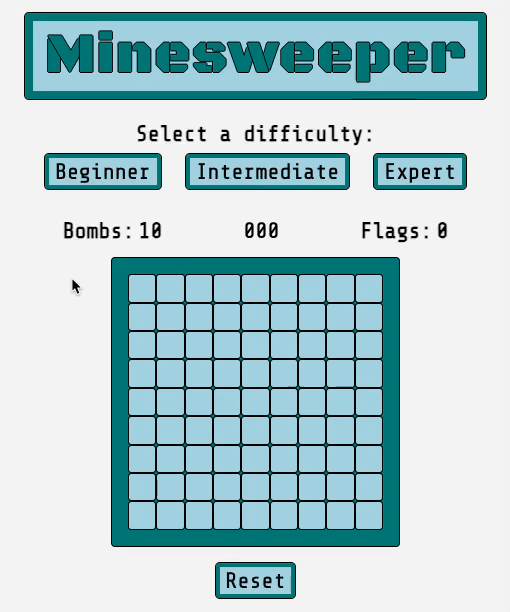 Minesweeper
Select a difficulty:
Beginner Intermediate Expert
Bombs: 10 000 Flags: 0
Reset